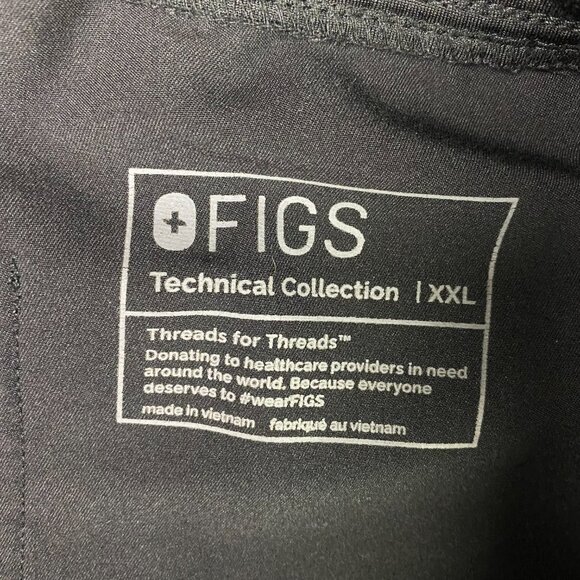 FIGS
Technical Collection | XXL
Threads for Threads™
Donating to healthcare providers in need
around the world. Because everyone
deserves to #wearFIGS
made in vietnam fabriqué au vietnam